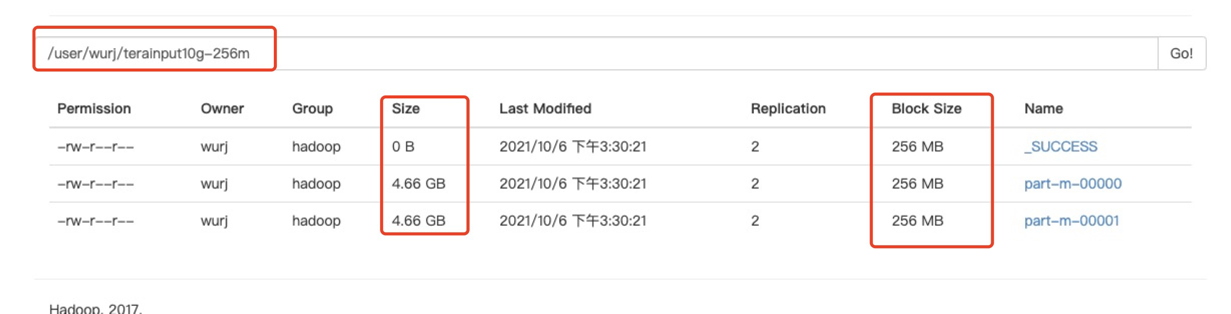 /user/wurj/terainput10g-256m Go!
Permission Owner Group Size Last Modified Replication Block Size Name
-rw-r--r-- wurj hadoop 0 B 2021/10/6 下午3:30:21 2 256 MB _SUCCESS
-rw-r--r-- wurj hadoop 4.66 GB 2021/10/6 下午3:30:21 2 256 MB part-m-00000
-rw-r--r-- wurj hadoop 4.66 GB 2021/10/6 下午3:30:21 2 256 MB part-m-00001
Hadoop, 2017.